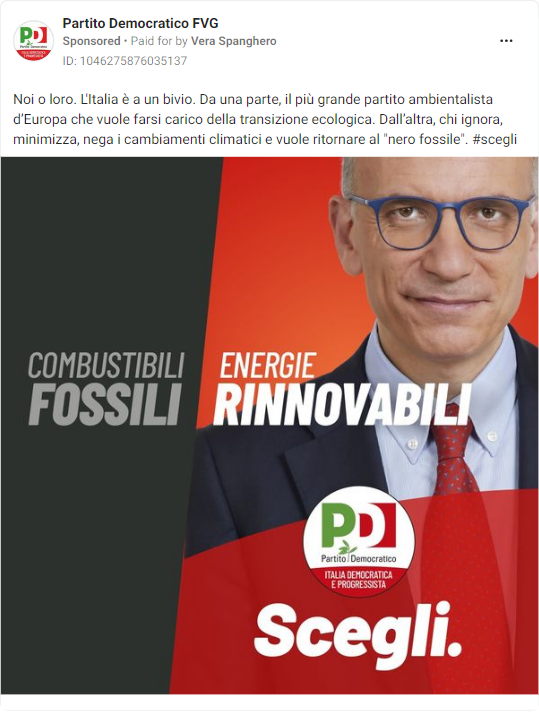 Partito Democratico FVG
Sponsored • Paid for by Vera Spanghero
ID: 1046275876035137
Noi o loro. L'Italia è a un bivio. Da una parte, il più grande partito ambientalista
d'Europa che vuole farsi carico della transizione ecologica. Dall'altra, chi ignora,
minimizza, nega i cambiamenti climatici e vuole ritornare al "nero fossile". #scegli
COMBUSTIBILI
FOSSILI
ENERGIE
RINNOVABILI
PD
Partito Democratico
ITALIA DEMOCRATICA
E PROGRESSISTA
Scegli.